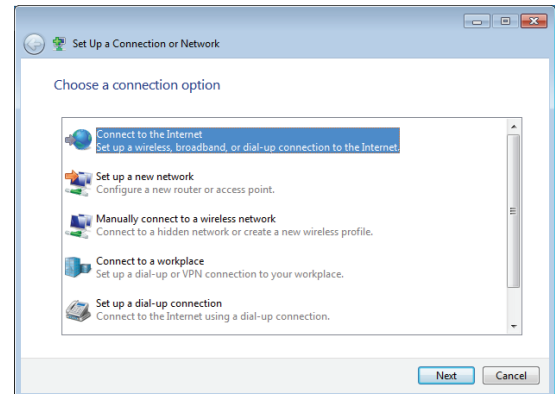 Set Up a Connection or Network
Choose a connection option
Connect to the Internet
Set up a wireless, broadband, or dial-up connection to the Internet.
Set up a new network
Configure a new router or access point.
Manually connect to a wireless network
Connect to a hidden network or create a new wireless profile.
Connect to a workplace
Set up a dial-up or VPN connection to your workplace.
Set up a dial-up connection
Connect to the Internet using a dial-up connection.
Next Cancel